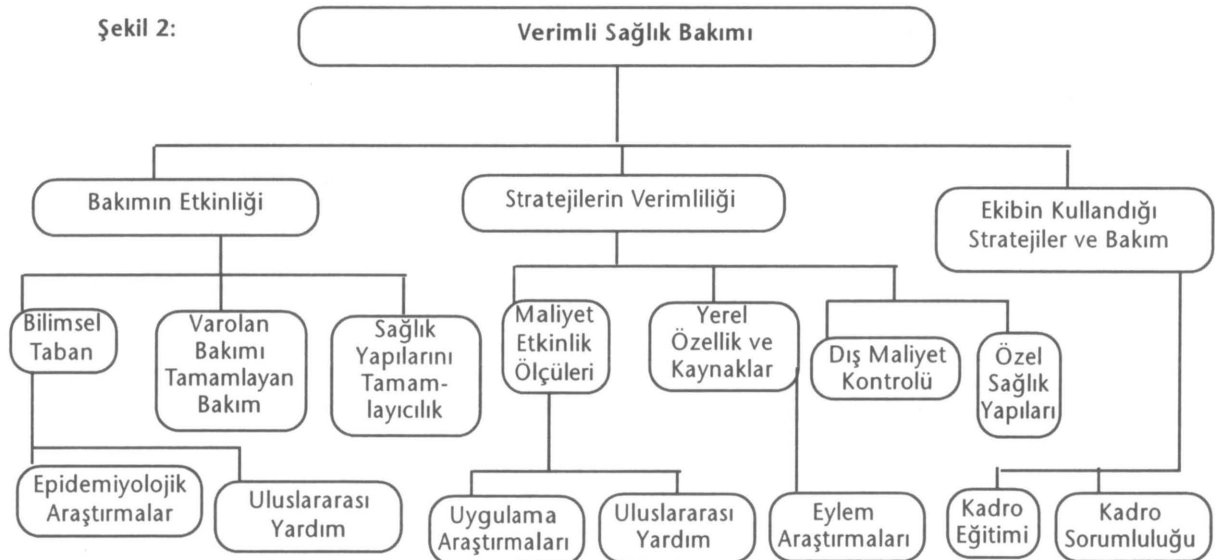 Şekil 2:
Verimli Sağlık Bakımı
Bakımın Etkinliği
Stratejilerin Verimliliği
Ekibin Kullandığı
Stratejiler ve Bakım
Bilimsel
Taban
Varolan
Bakımı
Tamamlayan
Bakım
Sağlık
Yapılarını
Tamam-
layıcılık
Maliyet
Etkinlik
Ölçüleri
Yerel
Özellik ve
Kaynaklar
Dış Maliyet
Kontrolü
Özel
Sağlık
Yapıları
Epidemiyolojik
Araştırmalar
Uluslararası
Yardım
Uygulama
Araştırmaları
Uluslararası
Yardım
Eylem
Araştırmaları
Kadro
Eğitimi
Kadro
Sorumluluğu